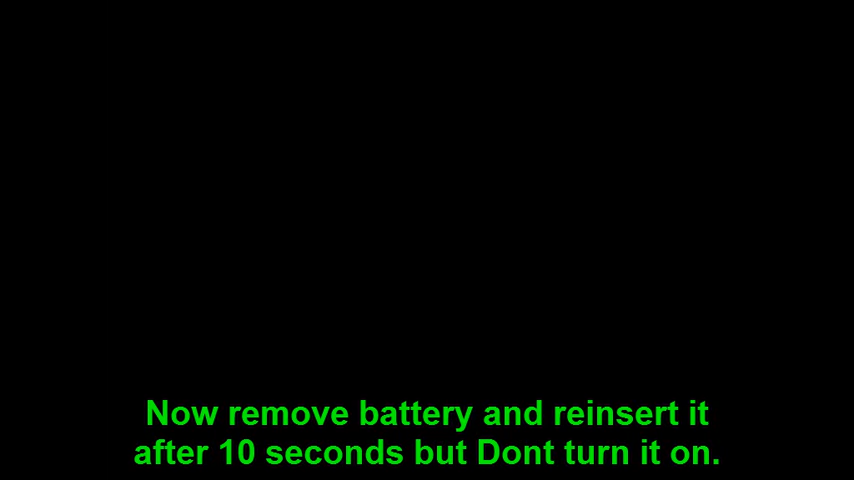 Now remove battery and reinsert it
after 10 seconds but Dont turn it on.